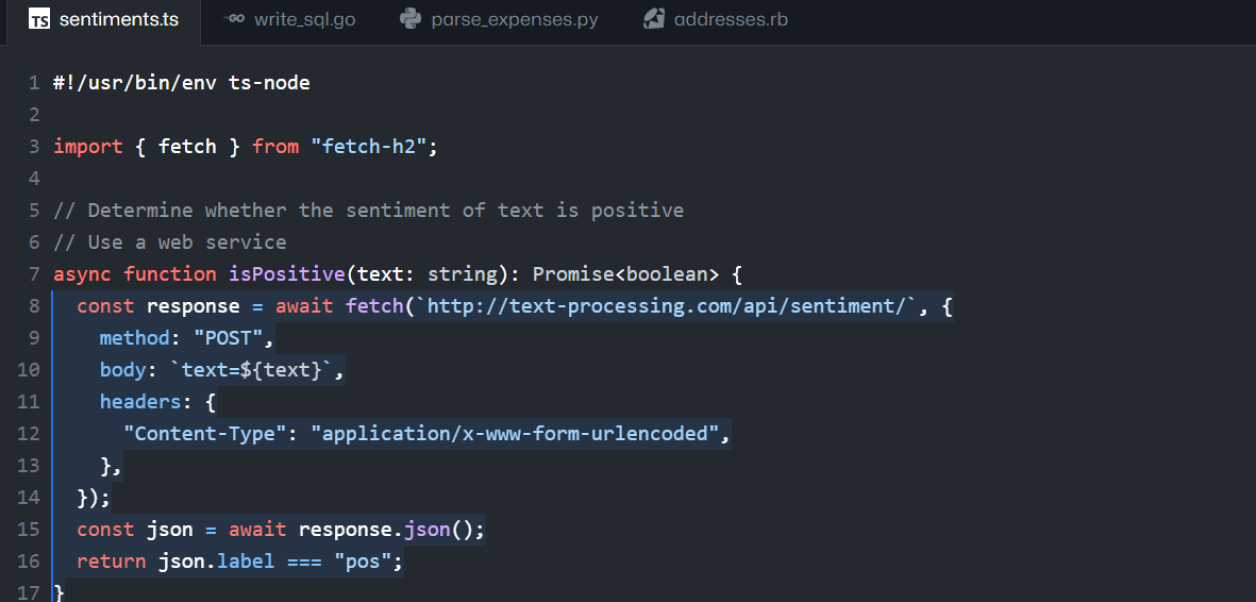 TS sentiments.ts GO write_sql.go parse_expenses.py addresses.rb
1 #!/usr/bin/env ts-node
2
3 import { fetch } from "fetch-h2";
4
5 // Determine whether the sentiment of text is positive
6 // Use a web service
7 async function isPositive(text: string): Promise<boolean> {
8   const response = await fetch(`http://text-processing.com/api/sentiment/`, {
9     method: "POST",
10     body: `text=${text}`,
11     headers: {
12       "Content-Type": "application/x-www-form-urlencoded",
13     },
14   });
15   const json = await response.json();
16   return json.label === "pos";
17 }